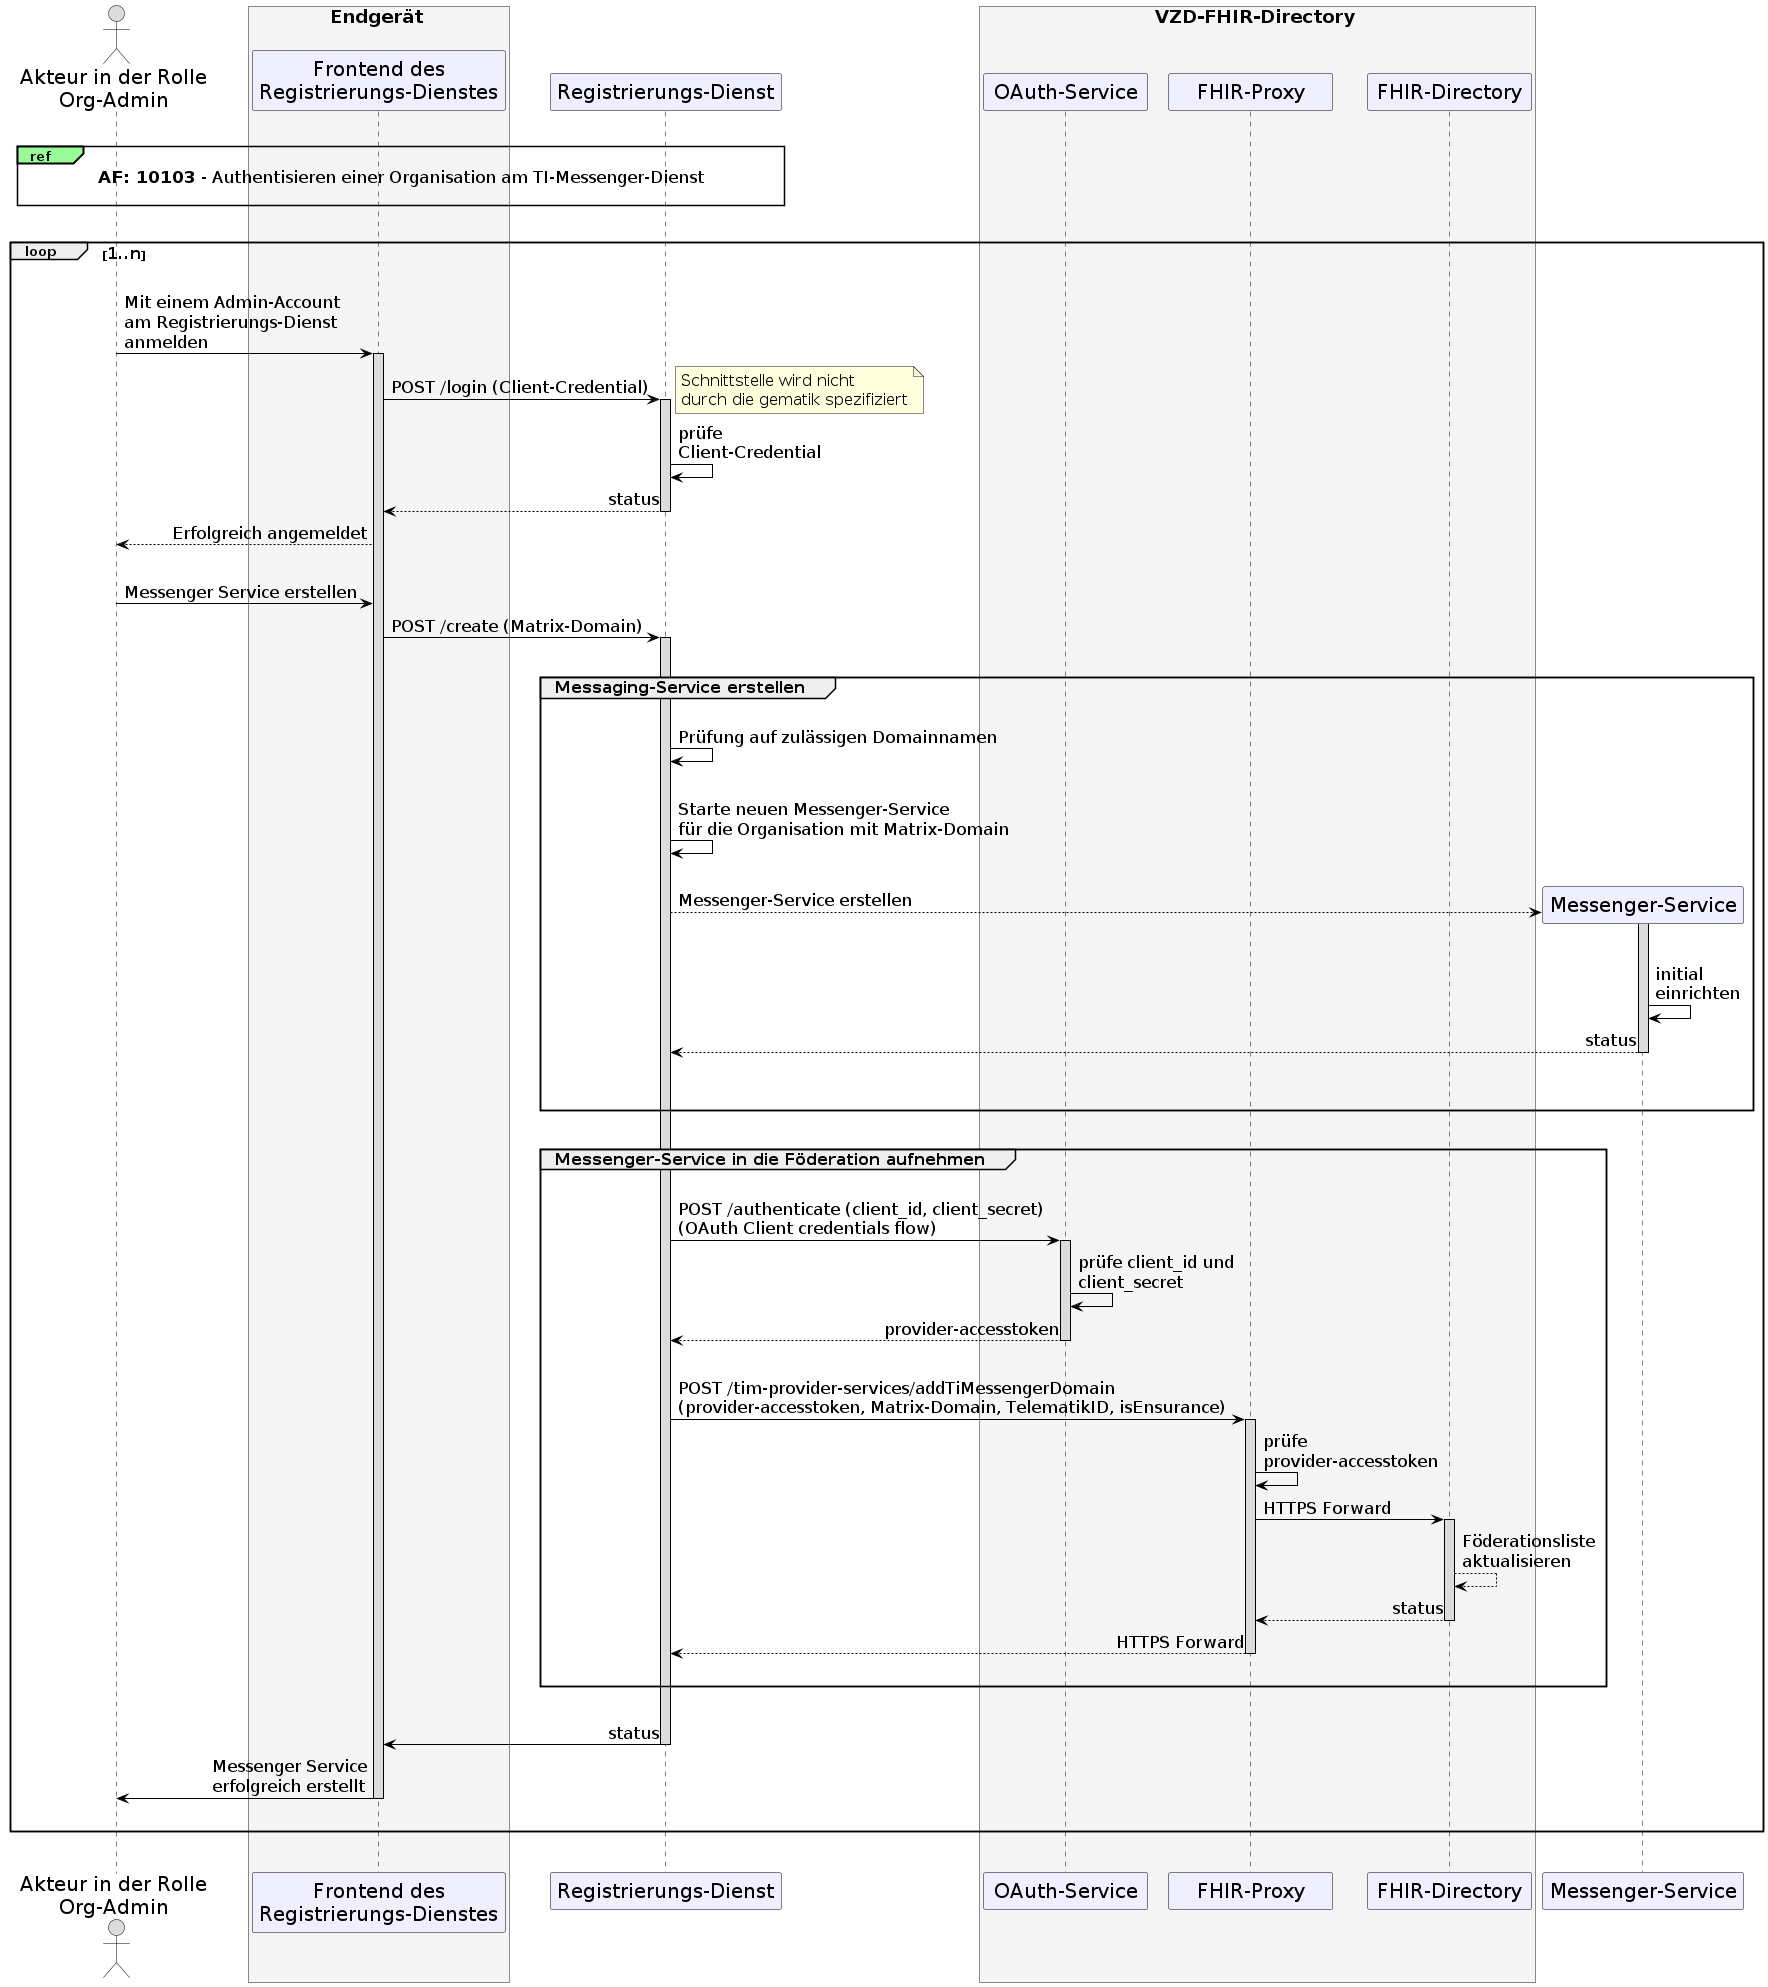 Endgerät
VZD-FHIR-Directory
Akteur in der Rolle
Org-Admin
Frontend des
Registrierungs-Dienstes
Registrierungs-Dienst
OAuth-Service
FHIR-Proxy
FHIR-Directory
ref
AF: 10103 - Authentisieren einer Organisation am TI-Messenger-Dienst
loop
[1..n]
Mit einem Admin-Account
am Registrierungs-Dienst
anmelden
POST /login (Client-Credential)
Schnittstelle wird nicht
durch die gematik spezifiziert
prüfe
Client-Credential
status
Erfolgreich angemeldet
Messenger Service erstellen
POST /create (Matrix-Domain)
Messaging-Service erstellen
Prüfung auf zulässigen Domainnamen
Starte neuen Messenger-Service
für die Organisation mit Matrix-Domain
Messenger-Service erstellen
Messenger-Service
initial
einrichten
status
Messenger-Service in die Föderation aufnehmen
POST /authenticate (client_id, client_secret)
(OAuth Client credentials flow)
prüfe client_id und
client_secret
provider-accesstoken
POST /tim-provider-services/addTiMessengerDomain
(provider-accesstoken, Matrix-Domain, TelematikID, isEnsurance)
prüfe
provider-accesstoken
HTTPS Forward
Föderationsliste
aktualisieren
status
HTTPS Forward
status
Messenger Service
erfolgreich erstellt
Akteur in der Rolle
Org-Admin
Frontend des
Registrierungs-Dienstes
Registrierungs-Dienst
OAuth-Service
FHIR-Proxy
FHIR-Directory
Messenger-Service